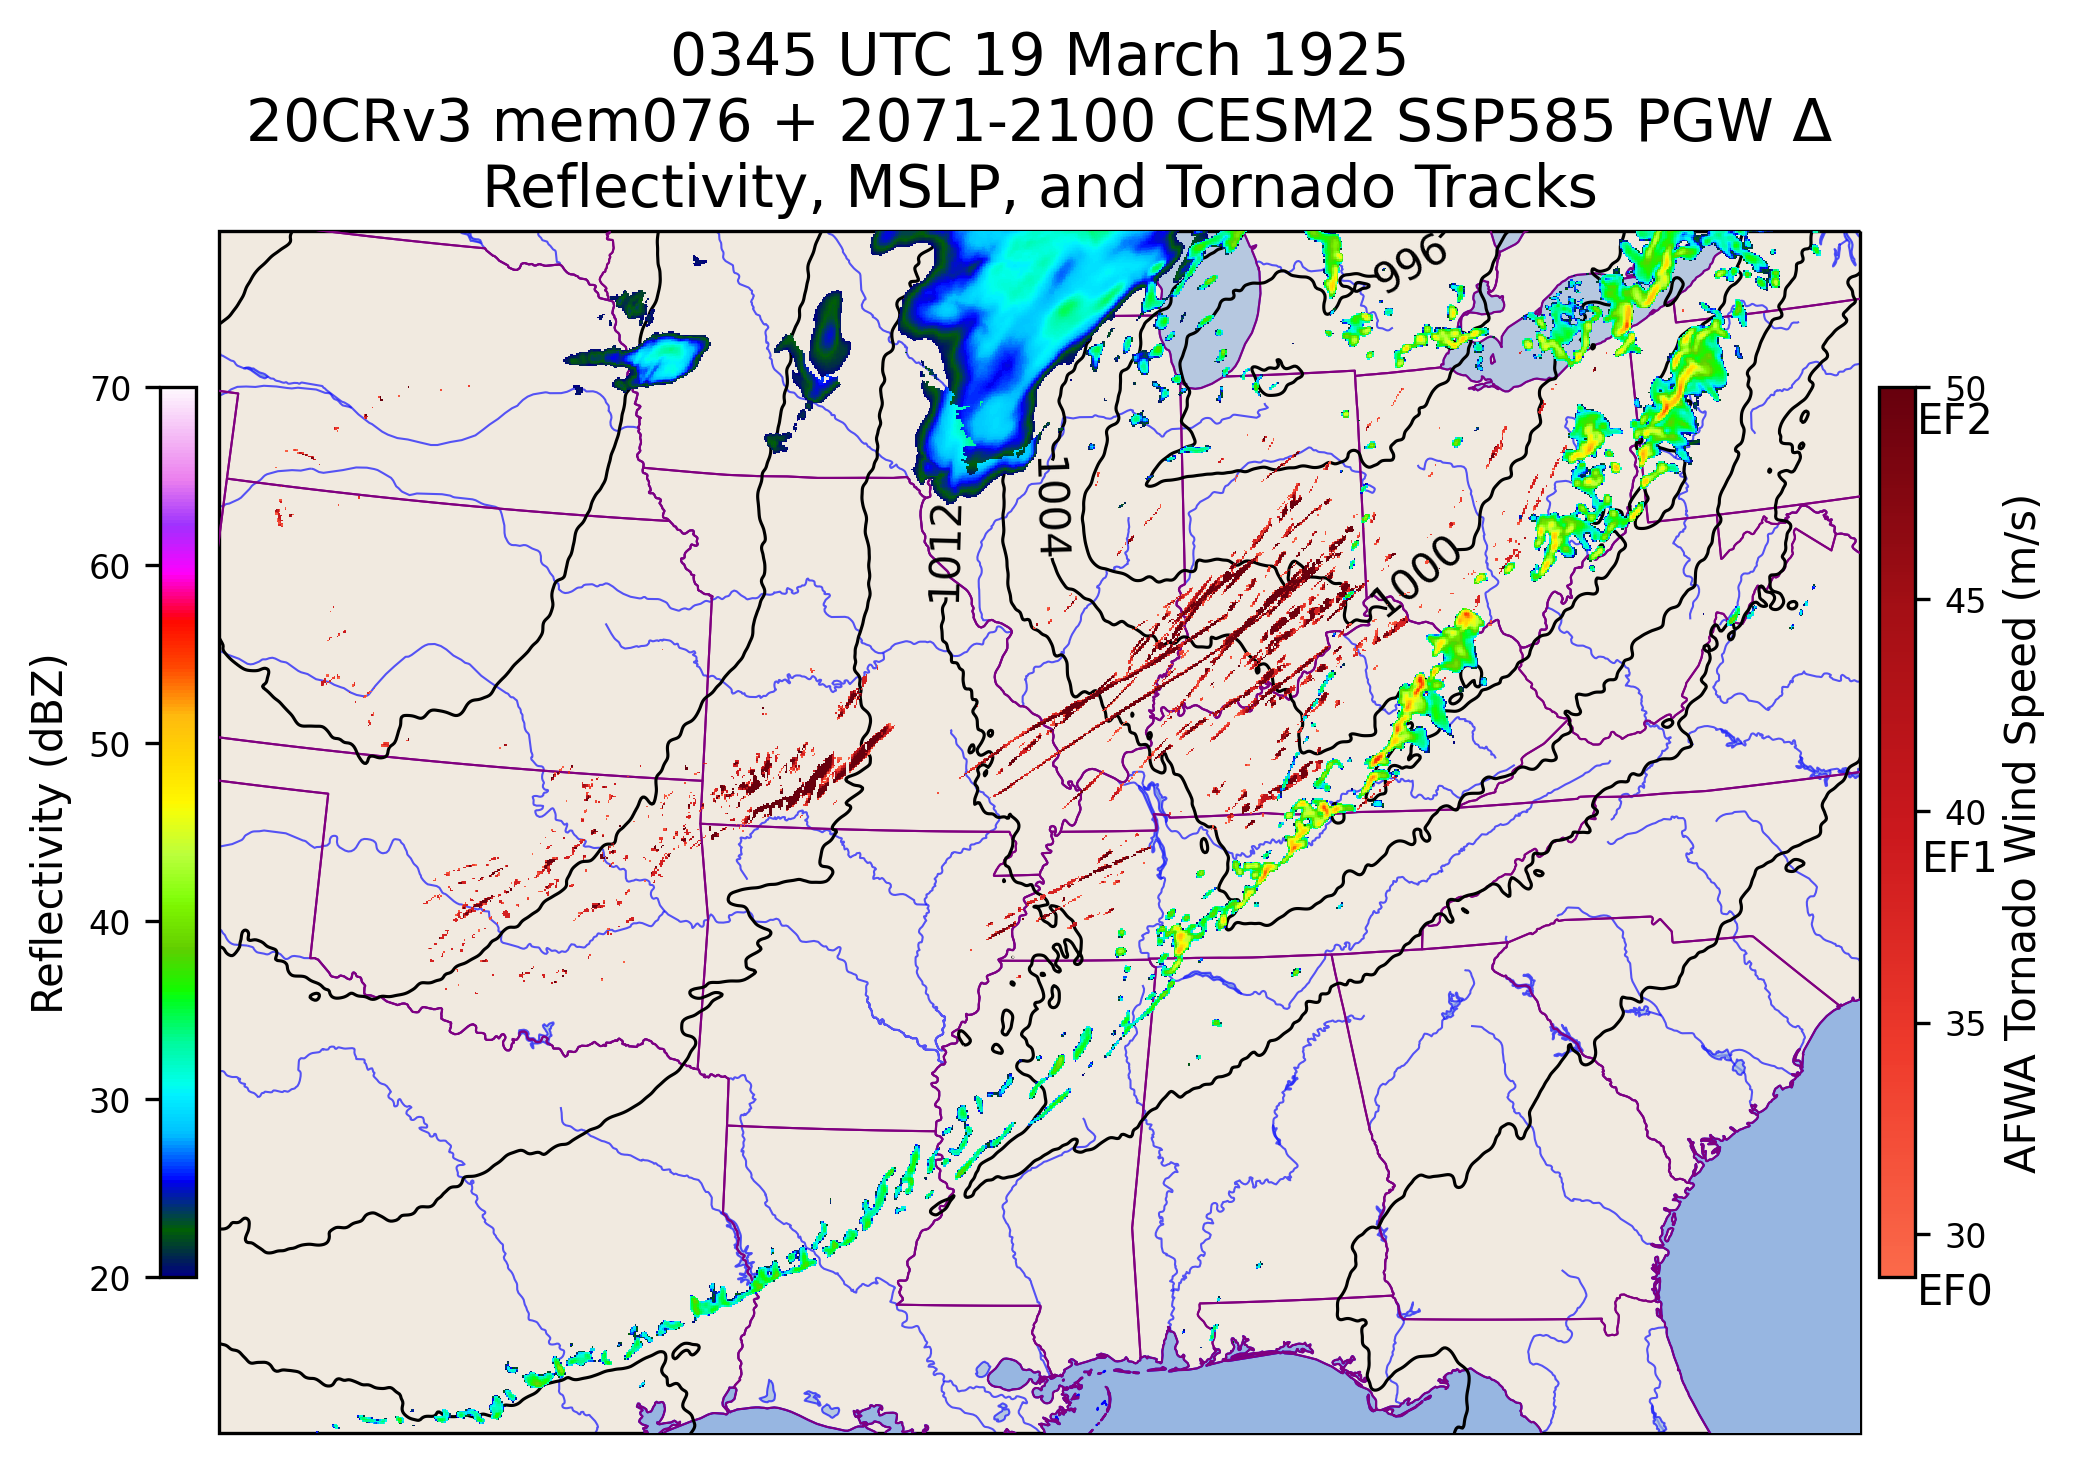 0345 UTC 19 March 1925
20CRv3 mem076 + 2071-2100 CESM2 SSP585 PGW Δ
Reflectivity, MSLP, and Tornado Tracks
996
1004
1012
1000
70
60
50
40
30
20
Reflectivity (dBZ)
50
EF2
45
40
EF1
35
30
EF0
AFWA Tornado Wind Speed (m/s)